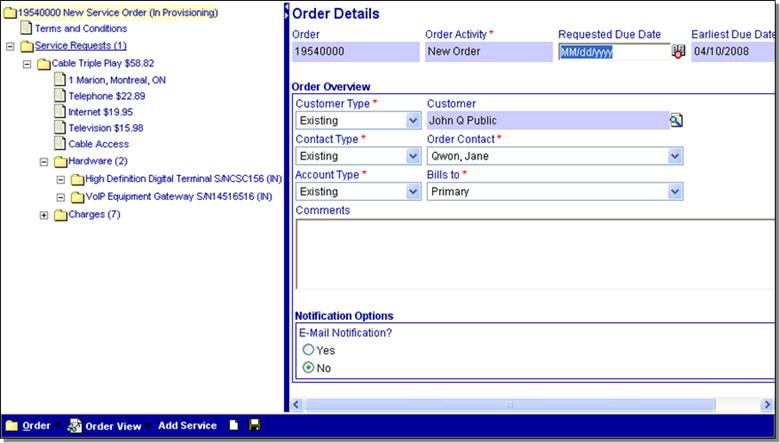 19540000 New Service Order (In Provisioning)
Terms and Conditions
Service Requests (1)
Cable Triple Play $58.82
1 Marion, Montreal, ON
Telephone $22.89
Internet $19.95
Television $15.98
Cable Access
Hardware (2)
High Definition Digital Terminal S/NCSC156 (IN)
VoIP Equipment Gateway S/N14516516 (IN)
Charges (7)
Order Details
Order Order Activity * Requested Due Date Earliest Due Date
19540000 New Order MM/dd/yyyy 04/10/2008
Order Overview
Customer Type * Customer
Existing John Q Public
Contact Type * Order Contact *
Existing Qwon, Jane
Account Type * Bills to *
Existing Primary
Comments
Notification Options
E-Mail Notification?
Yes
No
Order Order View Add Service